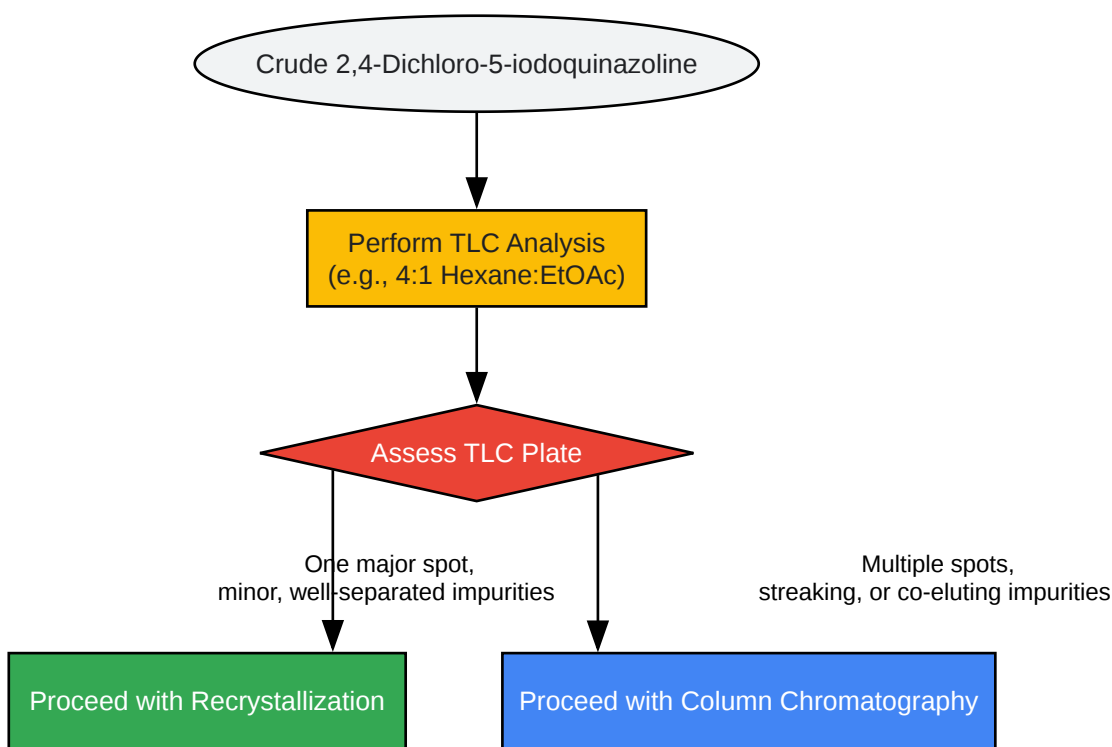 Crude 2,4-Dichloro-5-iodoquinazoline
Perform TLC Analysis
(e.g., 4:1 Hexane:EtOAc)
Assess TLC Plate
One major spot,
minor, well-separated impurities
Multiple spots,
streaking, or co-eluting impurities
Proceed with Recrystallization
Proceed with Column Chromatography